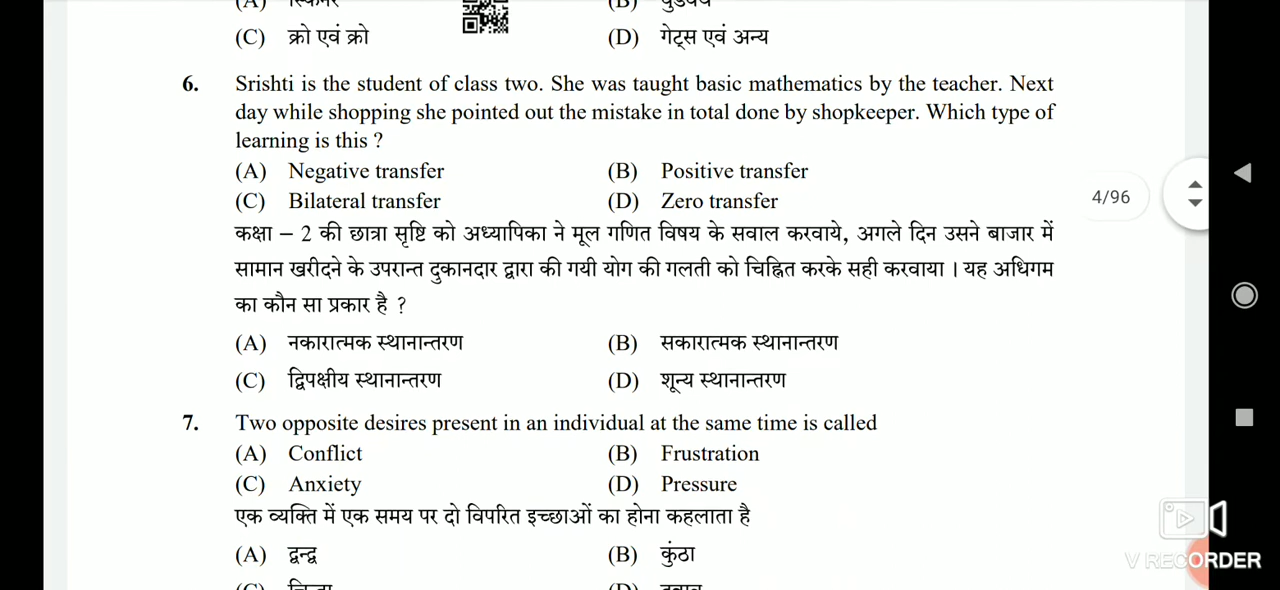 (C) क्रो एवं क्रो (D) गेट्स एवं अन्य
6. Srishti is the student of class two. She was taught basic mathematics by the teacher. Next
day while shopping she pointed out the mistake in total done by shopkeeper. Which type of
learning is this ?
(A) Negative transfer (B) Positive transfer
(C) Bilateral transfer (D) Zero transfer
4/96
कक्षा – 2 की छात्रा सृष्टि को अध्यापिका ने मूल गणित विषय के सवाल करवाये, अगले दिन उसने बाजार में
सामान खरीदने के उपरान्त दुकानदार द्वारा की गयी योग की गलती को चिह्नित करके सही करवाया । यह अधिगम
का कौन सा प्रकार है ?
(A) नकारात्मक स्थानान्तरण (B) सकारात्मक स्थानान्तरण
(C) द्विपक्षीय स्थानान्तरण (D) शून्य स्थानान्तरण
7. Two opposite desires present in an individual at the same time is called
(A) Conflict (B) Frustration
(C) Anxiety (D) Pressure
एक व्यक्ति में एक समय पर दो विपरित इच्छाओं का होना कहलाता है
(A) द्वन्द्व (B) कुंठा
V RECORDER